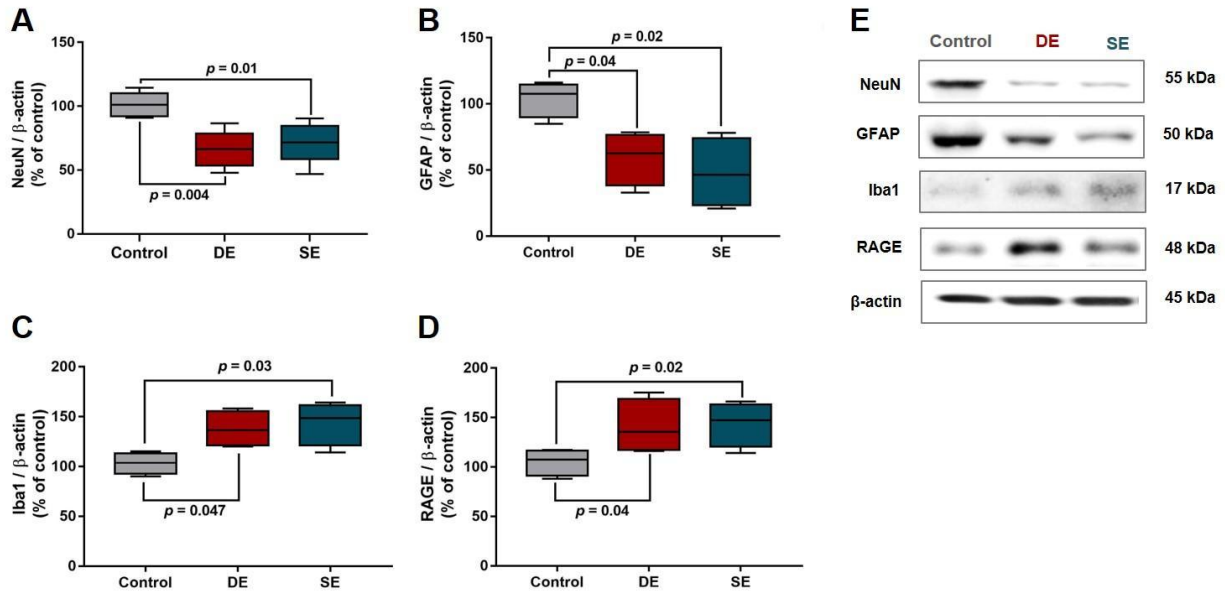 A
NeuN / β-actin
(% of control)
150
100
50
0
p = 0.01
p = 0.004
Control DE SE
B
GFAP / β-actin
(% of control)
150
100
50
0
p = 0.02
p = 0.04
Control DE SE
C
Iba1 / β-actin
(% of control)
200
150
100
50
0
p = 0.03
p = 0.047
Control DE SE
D
RAGE / β-actin
(% of control)
200
150
100
50
0
p = 0.02
p = 0.04
Control DE SE
E
Control DE SE
NeuN 55 kDa
GFAP 50 kDa
Iba1 17 kDa
RAGE 48 kDa
β-actin 45 kDa